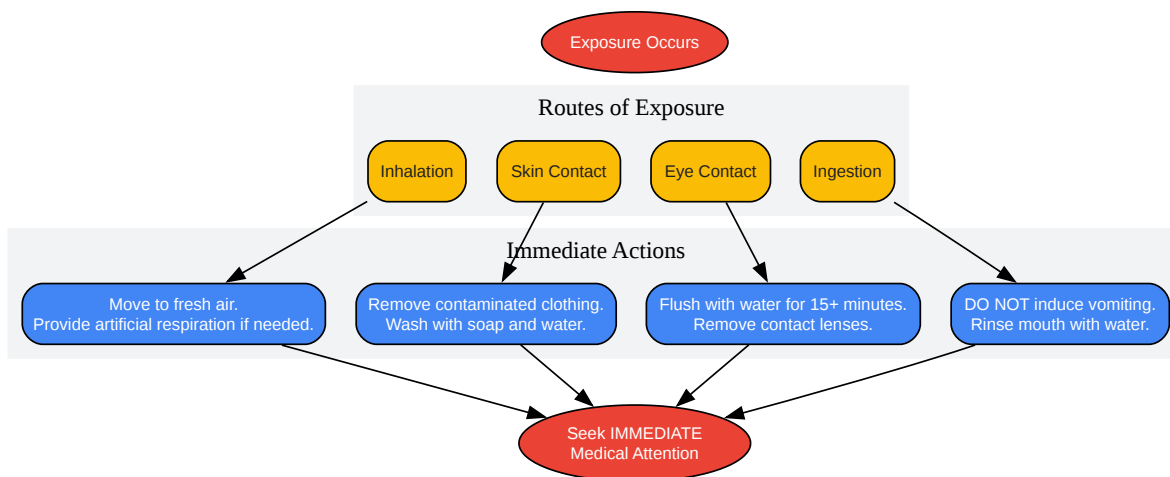 Exposure Occurs
Routes of Exposure
Inhalation
Skin Contact
Eye Contact
Ingestion
Immediate Actions
Move to fresh air.
Provide artificial respiration if needed.
Remove contaminated clothing.
Wash with soap and water.
Flush with water for 15+ minutes.
Remove contact lenses.
DO NOT induce vomiting.
Rinse mouth with water.
Seek IMMEDIATE
Medical Attention